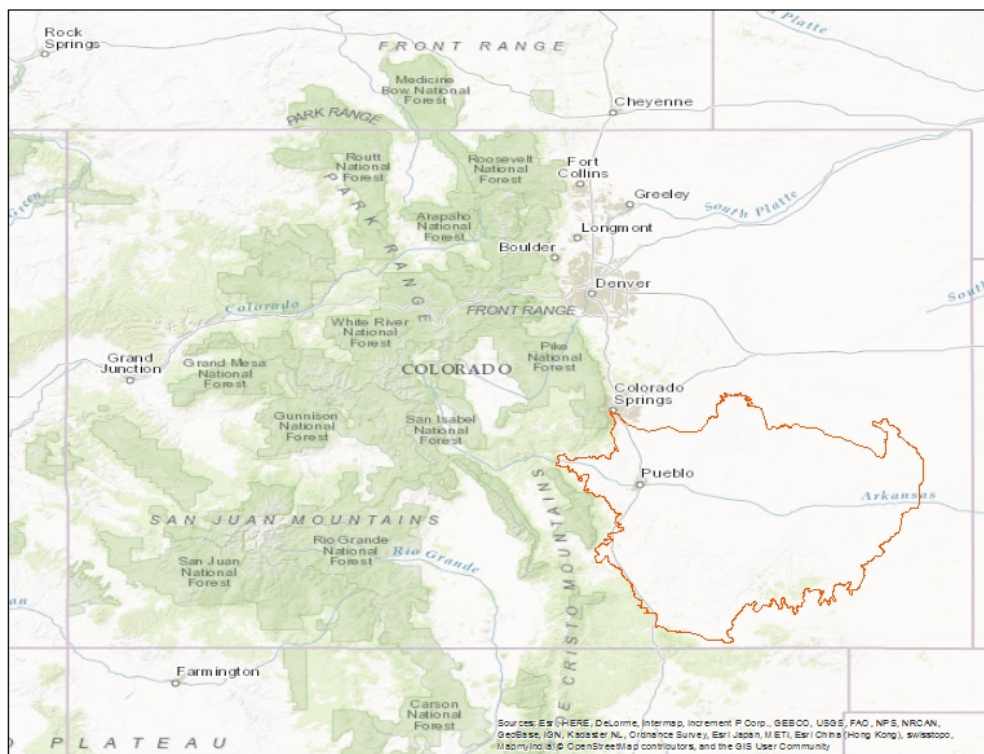 Rock
Springs
FRONT RANGE
Platte
Medicine
Bow National
Forest
Cheyenne
PARK RANGE
Routt
National
Forest
Roosevelt
National
Forest
Fort
Collins
Green
PARK RANGE
Greeley
South Platte
Arapaho
National
Forest
Longmont
Boulder
Denver
Colorado
South
FRONT RANGE
White River
National
Forest
Grand
Junction
Grand Mesa
National
Forest
COLORADO
Pike
National
Forest
Colorado
Springs
Gunnison
National
Forest
San Isabel
National
Forest
Pueblo
Arkansas
SAN JUAN MOUNTAINS
Rio Grande
National
Forest
Rio Grande
San Juan
National
Forest
DE CRISTO MOUNTAINS
an
Farmington
Carson
National
Forest
O PLATEAU
Sources: Esri, HERE, DeLorme, Intermap, increment P Corp., GEBCO, USGS, FAO, NPS, NRCAN,
GeoBase, IGN, Kadaster NL, Ordnance Survey, Esri Japan, METI, Esri China (Hong Kong), swisstopo,
MapmyIndia, © OpenStreetMap contributors, and the GIS User Community